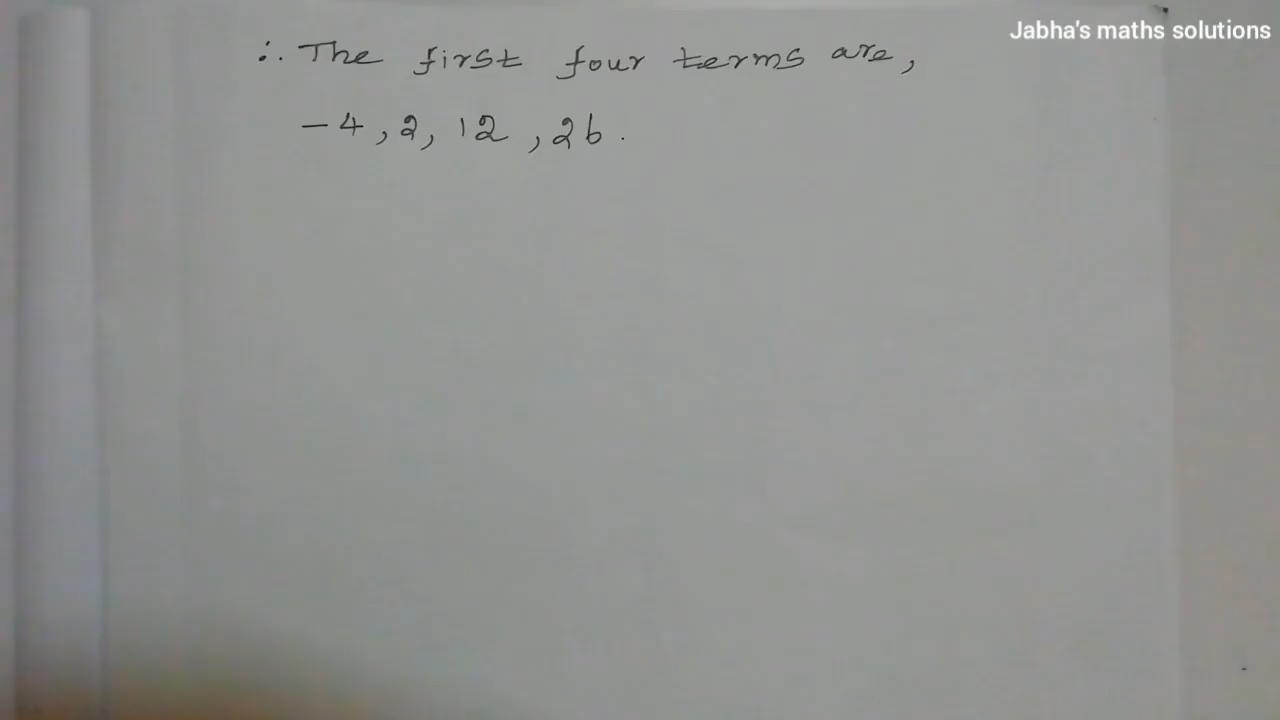 Jabha's maths solutions
∴ The first four terms are,
-4, 2, 12, 26.